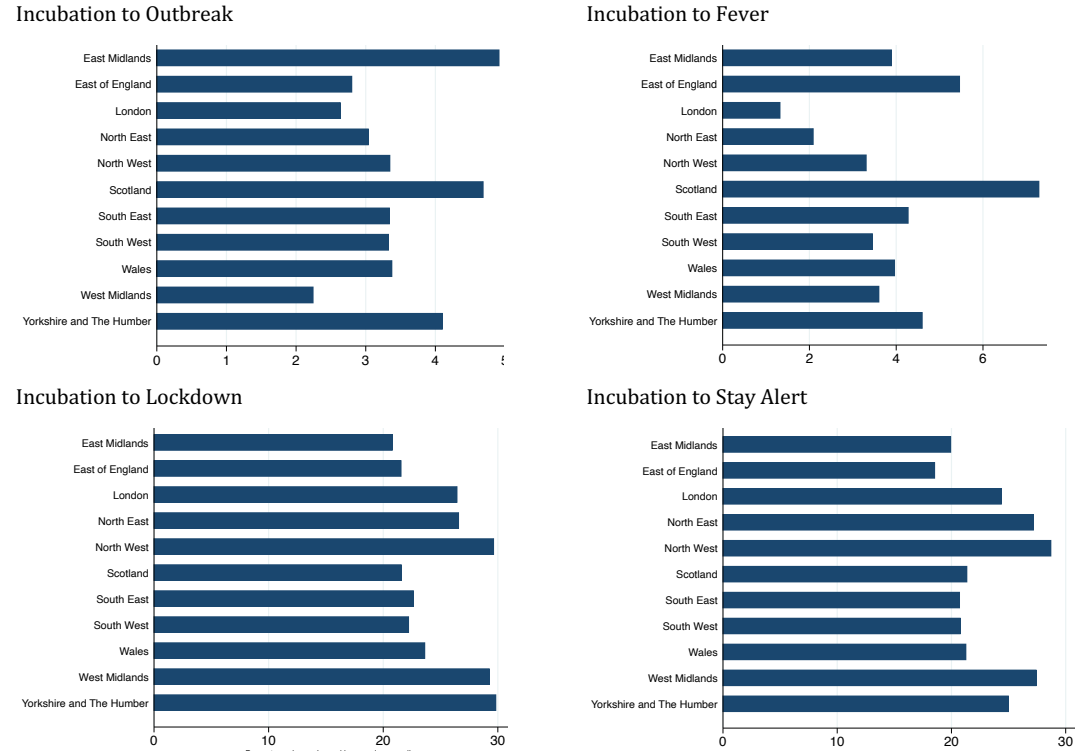 Incubation to Outbreak
East Midlands
East of England
London
North East
North West
Scotland
South East
South West
Wales
West Midlands
Yorkshire and The Humber
0 1 2 3 4
Incubation to Fever
East Midlands
East of England
London
North East
North West
Scotland
South East
South West
Wales
West Midlands
Yorkshire and The Humber
0 2 4 6
Incubation to Lockdown
East Midlands
East of England
London
North East
North West
Scotland
South East
South West
Wales
West Midlands
Yorkshire and The Humber
0 10 20 30
Incubation to Stay Alert
East Midlands
East of England
London
North East
North West
Scotland
South East
South West
Wales
West Midlands
Yorkshire and The Humber
0 10 20 30